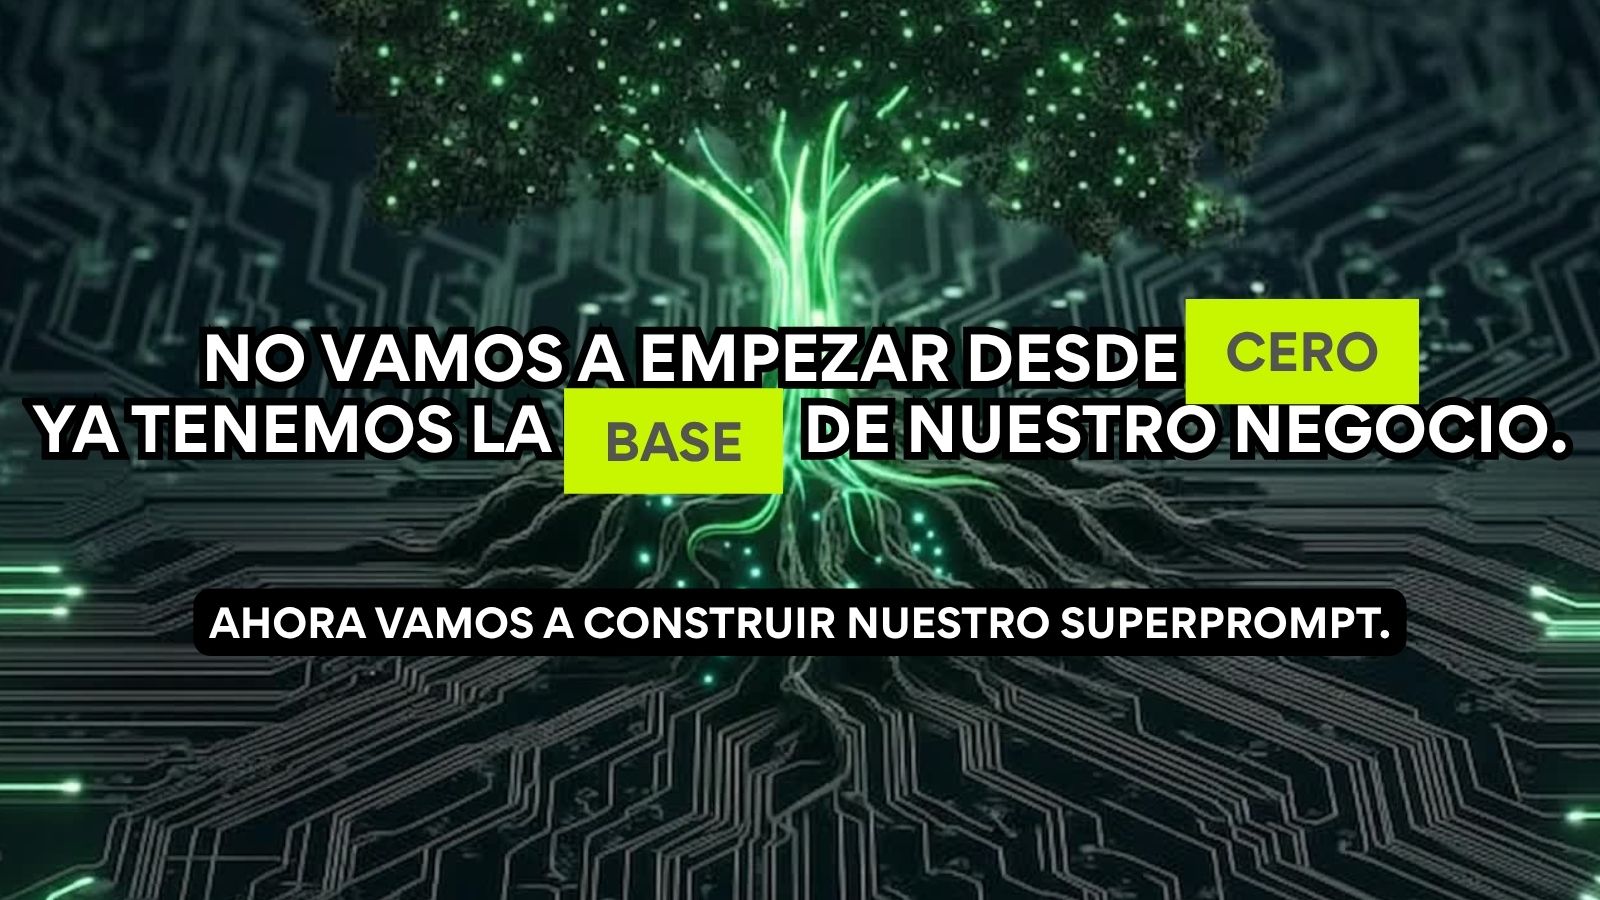 NO VAMOS A EMPEZAR DESDE CERO
YA TENEMOS LA BASE DE NUESTRO NEGOCIO.
AHORA VAMOS A CONSTRUIR NUESTRO SUPERPROMPT.